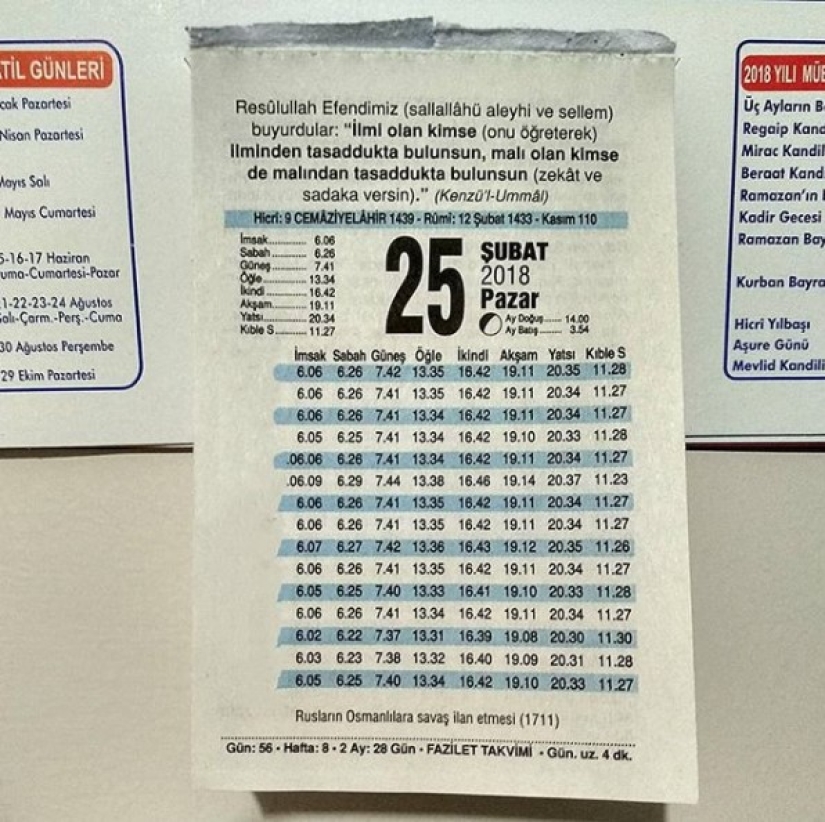 TİL GÜNLERİ
cak Pazartesi
Nisan Pazartesi
Mayıs Salı
Mayıs Cumartesi
5-16-17 Haziran
uma-Cumartesi-Pazar
1-22-23-24 Ağustos
Salı-Çarm.-Perş.-Cuma
30 Ağustos Perşembe
29 Ekim Pazartesi
Resûlullah Efendimiz (sallallâhü aleyhi ve sellem)
buyurdular: “İlmi olan kimse (onu öğreterek)
ilminden tasaddukta bulunsun, malı olan kimse
de malından tasaddukta bulunsun (zekât ve
sadaka versin).” (Kenzü'l-Ummâl)
Hicrî: 9 CEMÂZİYELÂHİR 1439 - Rûmî: 12 Şubat 1433 - Kasım 110
İmsak............ 6.06
Sabah........... 6.26
Güneş.......... 7.41
Öğle............. 13.34
İkindi............ 16.42
Akşam.......... 19.11
Yatsı............. 20.34
Kıble S.......... 11.27
25
ŞUBAT
2018
Pazar
Ay Doğuş...... 14.00
Ay Batış........ 3.54
İmsak Sabah Güneş Öğle İkindi Akşam Yatsı Kıble S
6.06 6.26 7.42 13.35 16.42 19.11 20.35 11.28
6.06 6.26 7.41 13.35 16.42 19.11 20.34 11.27
6.06 6.26 7.41 13.34 16.42 19.11 20.34 11.27
6.05 6.25 7.41 13.34 16.42 19.10 20.33 11.28
.06.06 6.26 7.41 13.34 16.42 19.11 20.34 11.27
.06.09 6.29 7.44 13.38 16.46 19.14 20.37 11.23
6.06 6.26 7.41 13.35 16.42 19.11 20.34 11.27
6.06 6.26 7.41 13.35 16.42 19.11 20.34 11.27
6.07 6.27 7.42 13.36 16.43 19.12 20.35 11.26
6.06 6.26 7.41 13.35 16.42 19.11 20.34 11.27
6.05 6.25 7.40 13.33 16.41 19.10 20.33 11.28
6.06 6.26 7.41 13.34 16.42 19.11 20.34 11.27
6.02 6.22 7.37 13.31 16.39 19.08 20.30 11.30
6.03 6.23 7.38 13.32 16.40 19.09 20.31 11.28
6.05 6.25 7.40 13.34 16.42 19.10 20.33 11.27
Rusların Osmanlılara savaş ilan etmesi (1711)
Gün: 56 • Hafta: 8 • 2 Ay: 28 Gün • FAZİLET TAKVİMİ • Gün. uz. 4 dk.
2018 YILI MÜB
Üç Ayların B
Regaip Kand
Mirac Kandil
Beraat Kand
Ramazan'ın
Kadir Gecesi
Ramazan Bay
Kurban Bayra
Hicri Yılbaşı
Aşure Günü
Mevlid Kandili